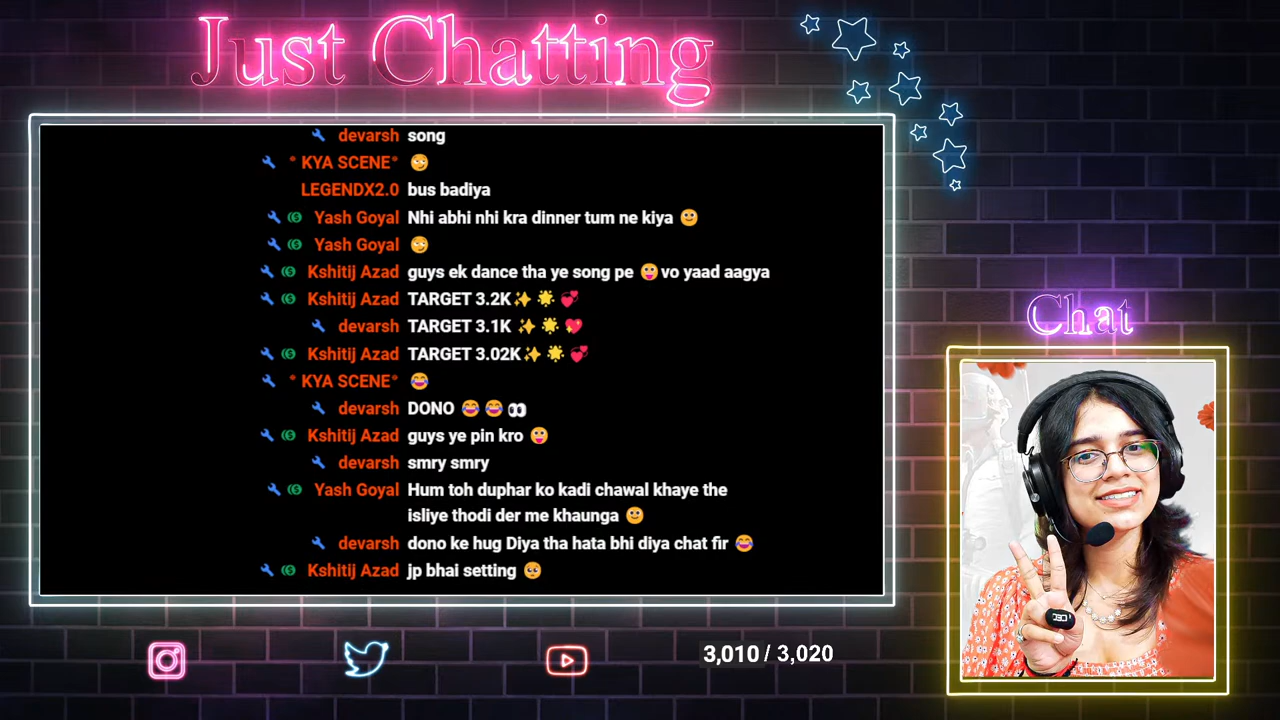 Just Chatting
devarsh song
° KYA SCENE°
LEGENDX2.0 bus badiya
Yash Goyal Nhi abhi nhi kra dinner tum ne kiya 🙂
Yash Goyal
Kshitij Azad guys ek dance tha ye song pe 😛vo yaad aagya
Kshitij Azad TARGET 3.2K✨ 🌟 💞
devarsh TARGET 3.1K ✨ 🌟 💖
Kshitij Azad TARGET 3.02K✨ 🌟 💞
° KYA SCENE° 😂
devarsh DONO 😂 😂 👀
Kshitij Azad guys ye pin kro 😛
devarsh smry smry
Yash Goyal Hum toh duphar ko kadi chawal khaye the
isliye thodi der me khaunga 🙂
devarsh dono ke hug Diya tha hata bhi diya chat fir 😂
Kshitij Azad jp bhai setting 🥺
3,010 / 3,020
Chat